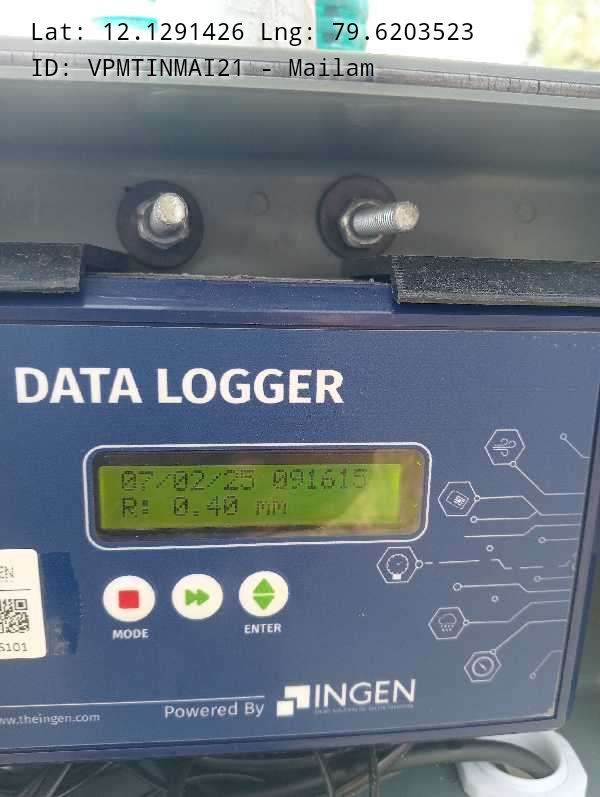 Lat: 12.1291426 Lng: 79.6203523
ID: VPMTINMAI21 - Mailam
DATA LOGGER
07/02/25 091615
R: 0.40 MM
MODE
ENTER
S101
Powered By INGEN
www.theingen.com